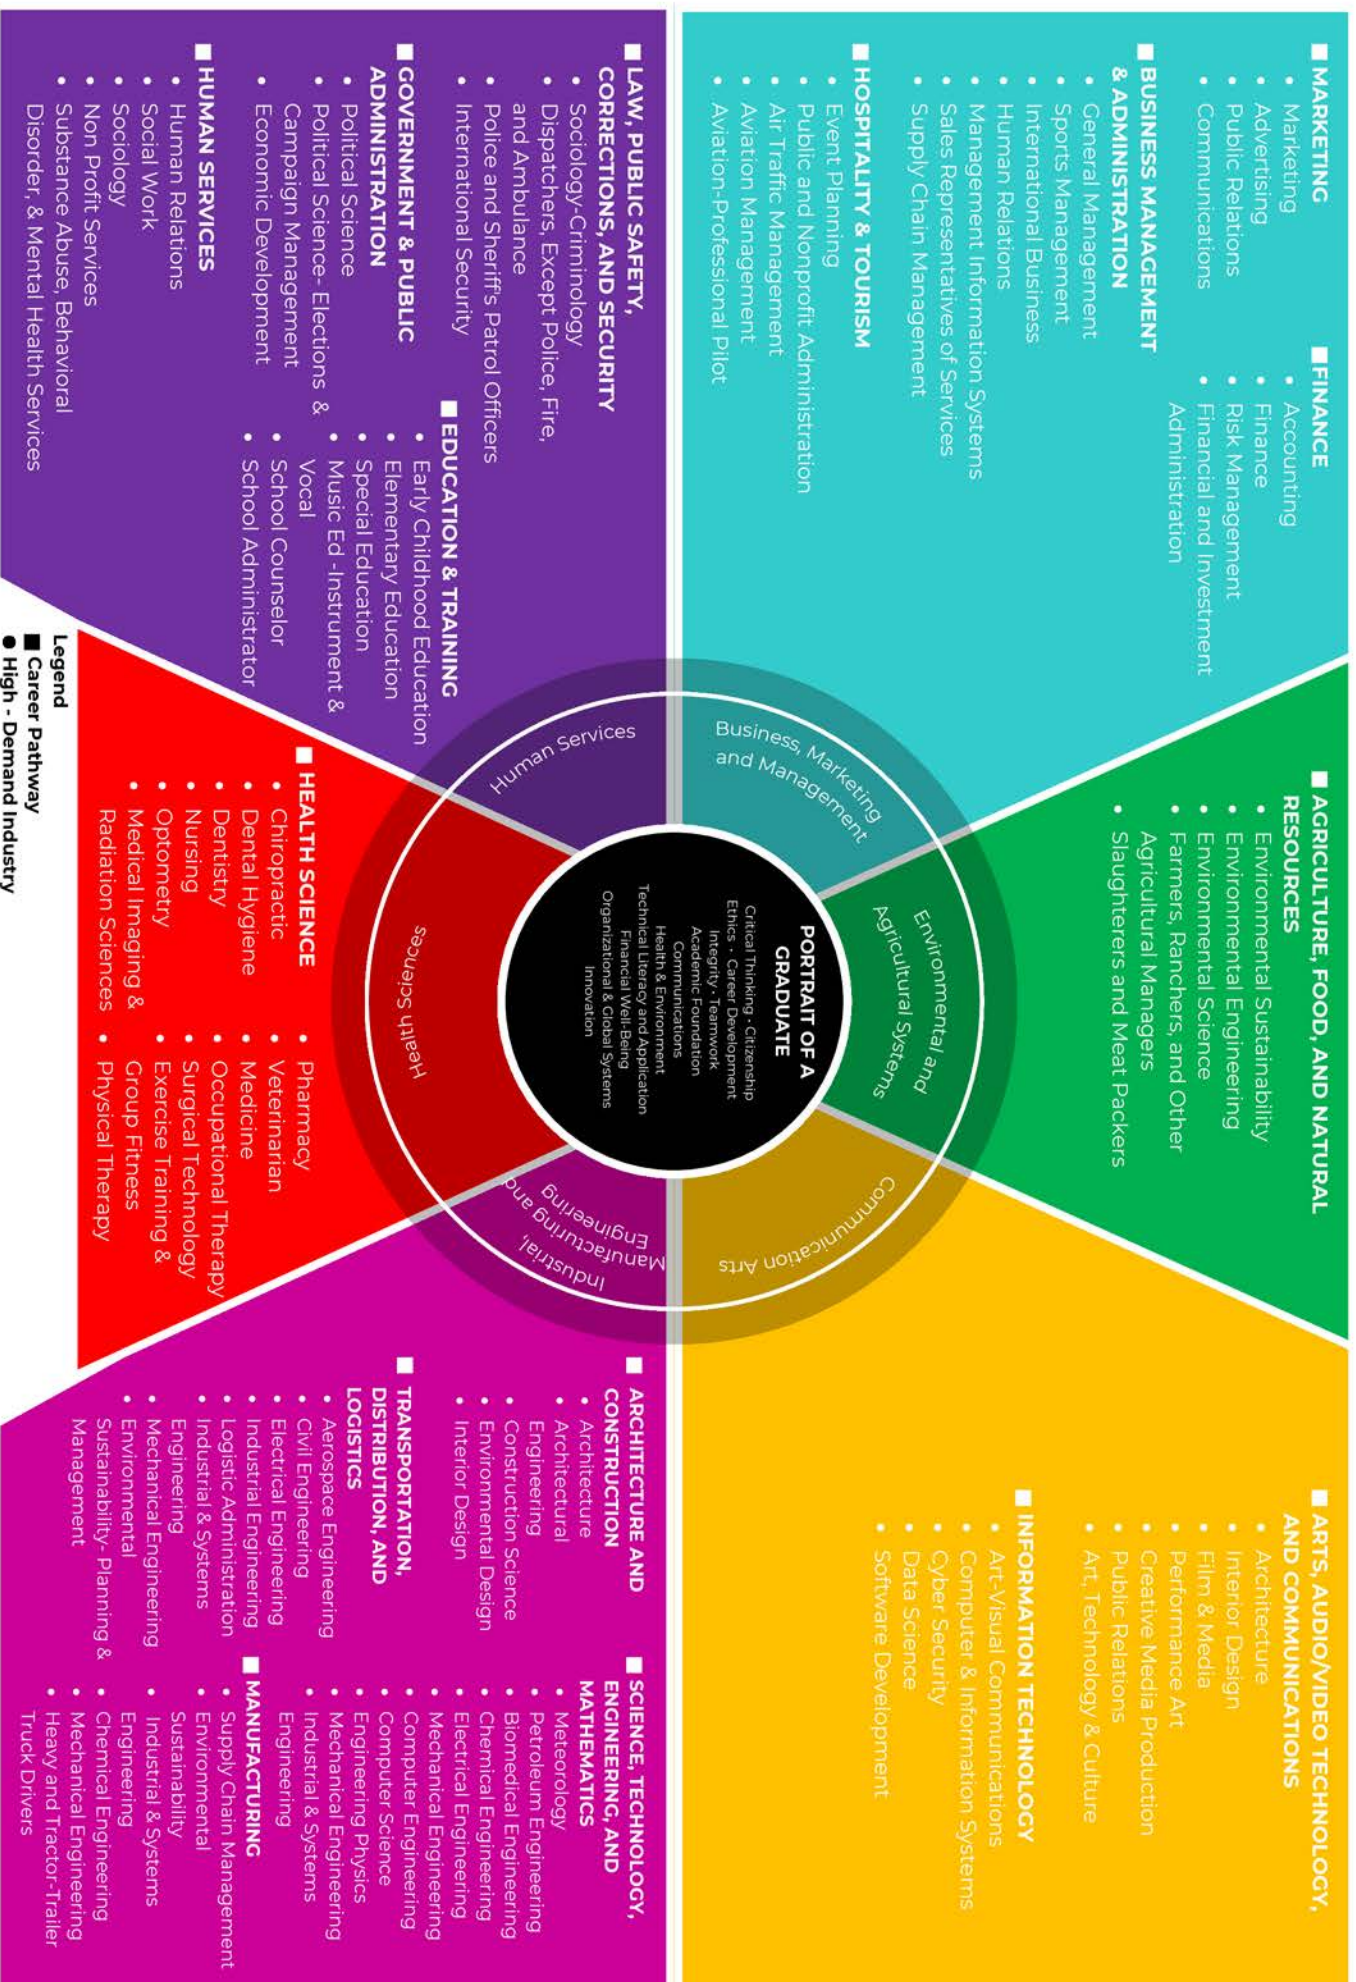 ■ MARKETING
• Marketing
• Advertising
• Public Relations
• Communications
■ FINANCE
• Accounting
• Finance
• Risk Management
• Financial and Investment
Administration
■ BUSINESS MANAGEMENT
& ADMINISTRATION
• General Management
• Sports Management
• International Business
• Human Relations
• Management Information Systems
• Sales Representatives of Services
• Supply Chain Management
■ HOSPITALITY & TOURISM
• Event Planning
• Public and Nonprofit Administration
• Air Traffic Management
• Aviation Management
• Aviation-Professional Pilot
■ AGRICULTURE, FOOD, AND NATURAL
RESOURCES
• Environmental Sustainability
• Environmental Engineering
• Environmental Science
• Farmers, Ranchers, and Other
Agricultural Managers
• Slaughterers and Meat Packers
■ ARTS, AUDIO/VIDEO TECHNOLOGY,
AND COMMUNICATIONS
• Architecture
• Interior Design
• Film & Media
• Performance Art
• Creative Media Production
• Public Relations
• Art, Technology & Culture
■ INFORMATION TECHNOLOGY
• Art-Visual Communications
• Computer & Information Systems
• Cyber Security
• Data Science
• Software Development
Business, Marketing
and Management
Environmental and
Agricultural Systems
Communication Arts
PORTRAIT OF A
GRADUATE
Critical Thinking • Citizenship
Ethics • Career Development
Integrity • Teamwork
Academic Foundation
Communications
Health & Environment
Technical Literacy and Application
Financial Well-Being
Organizational & Global Systems
Innovation
Human Services
Health Sciences
Industrial,
Manufacturing and
Engineering
■ LAW, PUBLIC SAFETY,
CORRECTIONS, AND SECURITY
• Sociology-Criminology
• Dispatchers, Except Police, Fire,
and Ambulance
• Police and Sheriff's Patrol Officers
• International Security
■ GOVERNMENT & PUBLIC
ADMINISTRATION
• Political Science
• Political Science- Elections &
Campaign Management
• Economic Development
■ HUMAN SERVICES
• Human Relations
• Social Work
• Sociology
• Non Profit Services
• Substance Abuse, Behavioral
Disorder, & Mental Health Services
■ EDUCATION & TRAINING
• Early Childhood Education
• Elementary Education
• Special Education
• Music Ed -Instrument &
Vocal
• School Counselor
• School Administrator
■ HEALTH SCIENCE
• Chiropractic
• Dental Hygiene
• Dentistry
• Nursing
• Optometry
• Medical Imaging &
Radiation Sciences
• Pharmacy
• Veterinarian
• Medicine
• Occupational Therapy
• Surgical Technology
• Exercise Training &
Group Fitness
• Physical Therapy
■ ARCHITECTURE AND
CONSTRUCTION
• Architecture
• Architectural
Engineering
• Construction Science
• Environmental Design
• Interior Design
■ TRANSPORTATION,
DISTRIBUTION, AND
LOGISTICS
• Aerospace Engineering
• Civil Engineering
• Electrical Engineering
• Industrial Engineering
• Logistic Administration
• Industrial & Systems
Engineering
• Mechanical Engineering
• Environmental
Sustainability- Planning &
Management
■ SCIENCE, TECHNOLOGY,
ENGINEERING, AND
MATHEMATICS
• Meteorology
• Petroleum Engineering
• Biomedical Engineering
• Chemical Engineering
• Electrical Engineering
• Mechanical Engineering
• Computer Engineering
• Computer Science
• Engineering Physics
• Mechanical Engineering
• Industrial & Systems
Engineering
■ MANUFACTURING
• Supply Chain Management
• Environmental
Sustainability
• Industrial & Systems
Engineering
• Chemical Engineering
• Mechanical Engineering
• Heavy and Tractor-Trailer
Truck Drivers
Legend
■ Career Pathway
● High - Demand Industry